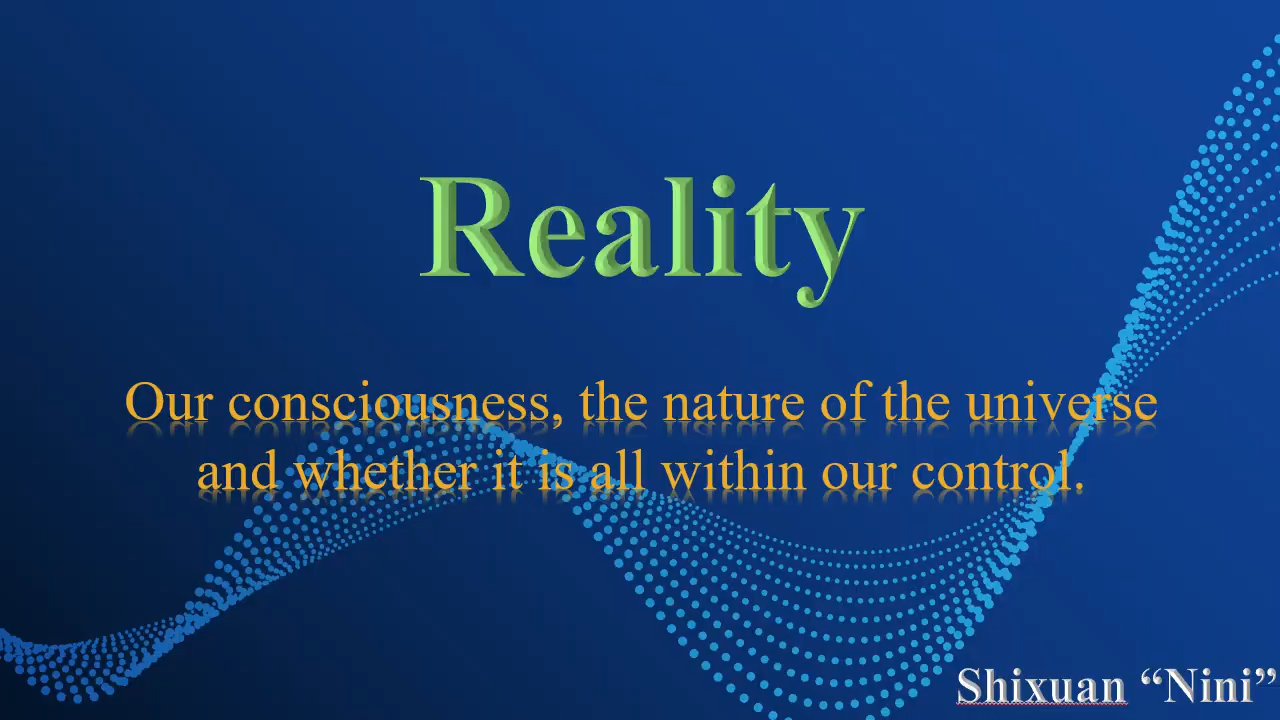 Reality
Our consciousness, the nature of the universe
and whether it is all within our control.
Shixuan “Nini”